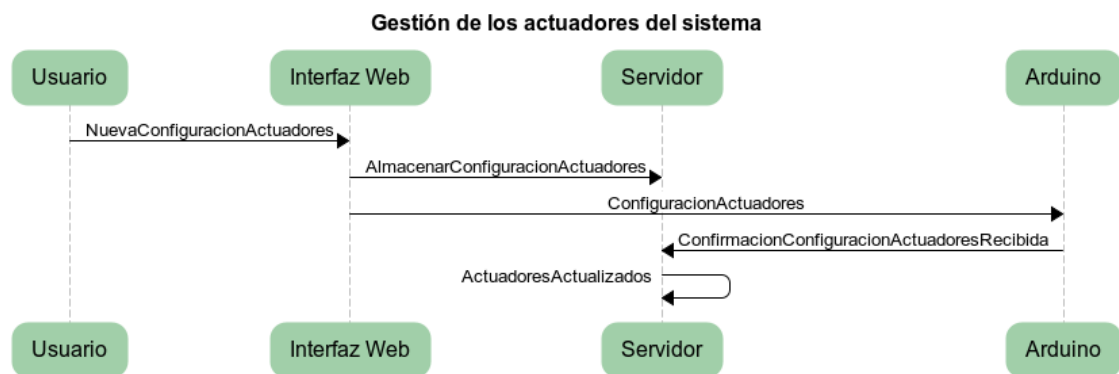 Gestión de los actuadores del sistema
Usuario
Interfaz Web
Servidor
Arduino
NuevaConfiguracionActuadores
AlmacenarConfiguracionActuadores
ConfiguracionActuadores
ConfirmacionConfiguracionActuadoresRecibida
ActuadoresActualizados
Usuario
Interfaz Web
Servidor
Arduino